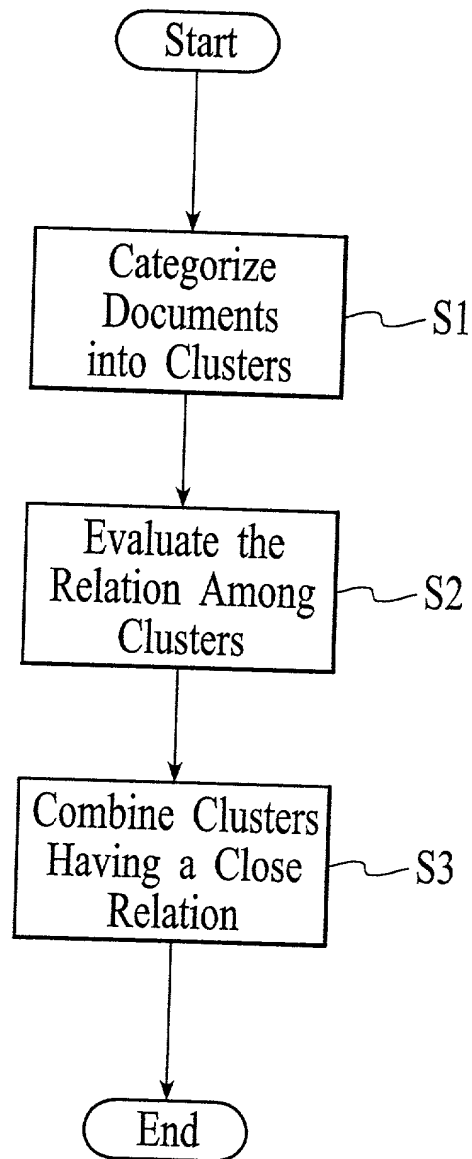 Start
Categorize
Documents
into Clusters
S1
Evaluate the
Relation Among
Clusters
S2
Combine Clusters
Having a Close
Relation
S3
End